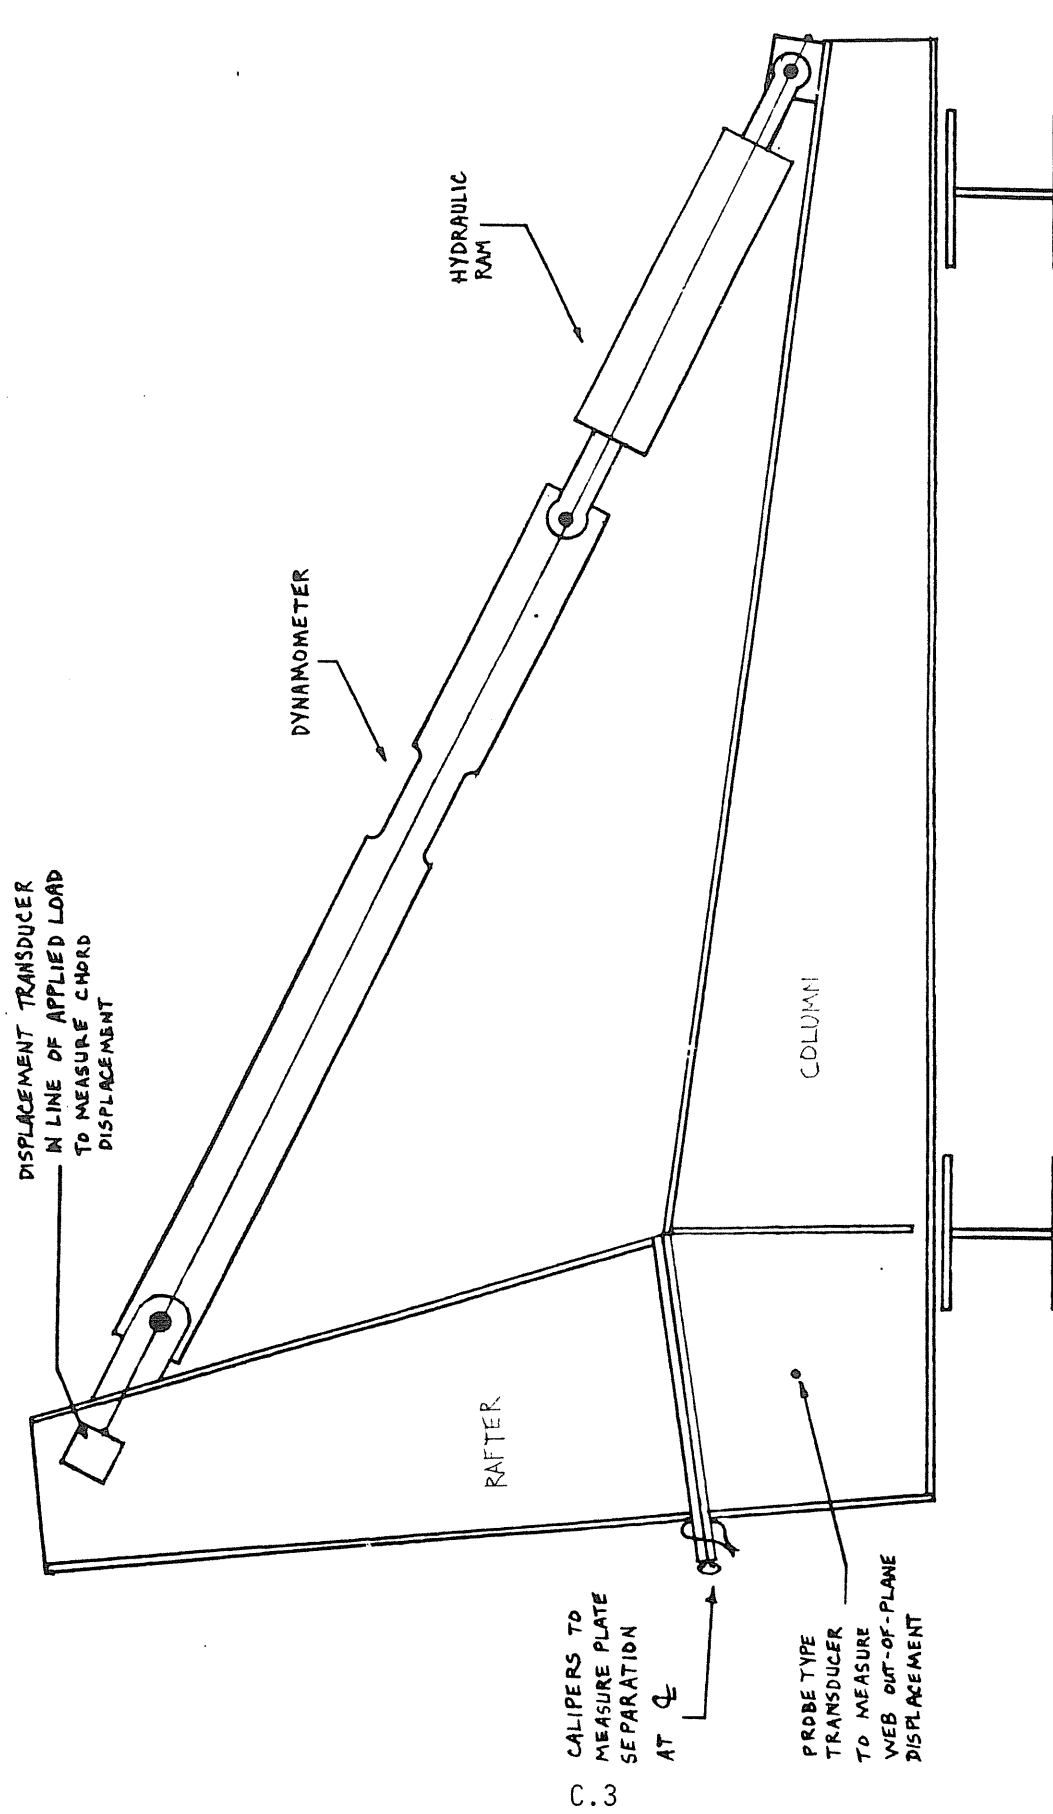 DISPLACEMENT TRANSDUCER
IN LINE OF APPLIED LOAD
TO MEASURE CHORD
DISPLACEMENT
DYNAMOMETER
HYDRAULIC
RAM
RAFTER
COLUMN
CALIPERS TO
MEASURE PLATE
SEPARATION
AT ℄
PROBE TYPE
TRANSDUCER
TO MEASURE
WEB OUT-OF-PLANE
DISPLACEMENT
C.3